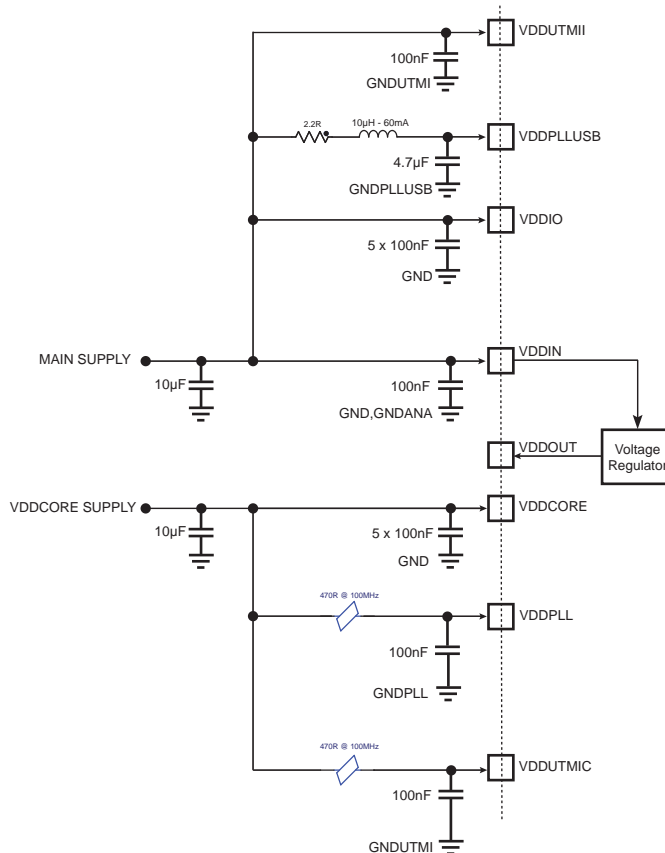 VDDUTMII
100nF
GNDUTMI
2.2R
10µH - 60mA
VDDPLLUSB
4.7µF
GNDPLLUSB
VDDIO
5 x 100nF
GND
MAIN SUPPLY
VDDIN
10µF
100nF
GND,GNDANA
VDDOUT
Voltage
Regulator
VDDCORE SUPPLY
VDDCORE
10µF
5 x 100nF
GND
470R @ 100MHz
VDDPLL
100nF
GNDPLL
470R @ 100MHz
VDDUTMIC
100nF
GNDUTMI